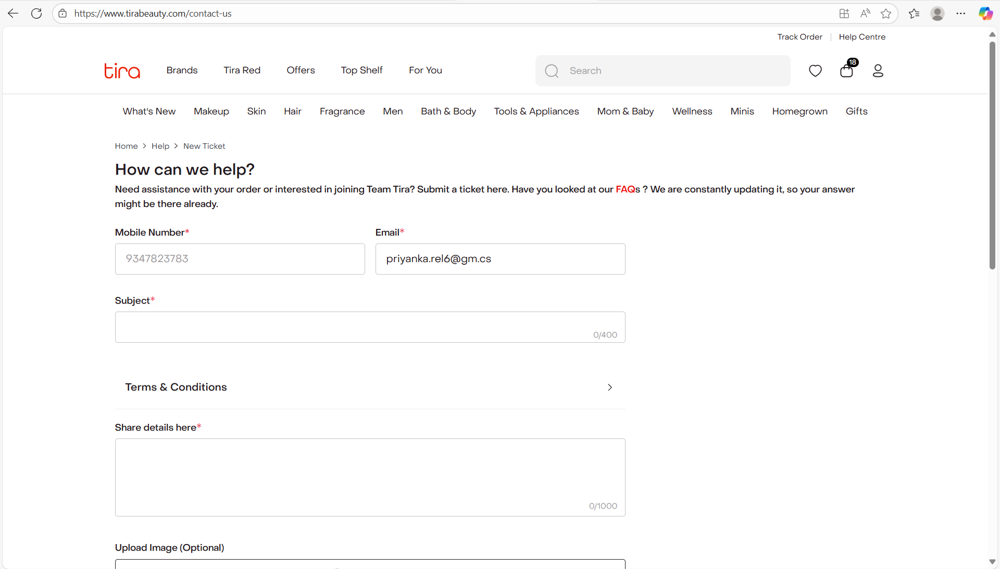 https://www.tirabeauty.com/contact-us
Track Order
Help Centre
tira
Brands
Tira Red
Offers
Top Shelf
For You
Search
18
What's New
Makeup
Skin
Hair
Fragrance
Men
Bath & Body
Tools & Appliances
Mom & Baby
Wellness
Minis
Homegrown
Gifts
Home > Help > New Ticket
How can we help?
Need assistance with your order or interested in joining Team Tira? Submit a ticket here. Have you looked at our FAQs ? We are constantly updating it, so your answer
might be there already.
Mobile Number*
Email*
9347823783
priyanka.rel6@gm.cs
Subject*
0/400
Terms & Conditions
Share details here*
0/1000
Upload Image (Optional)